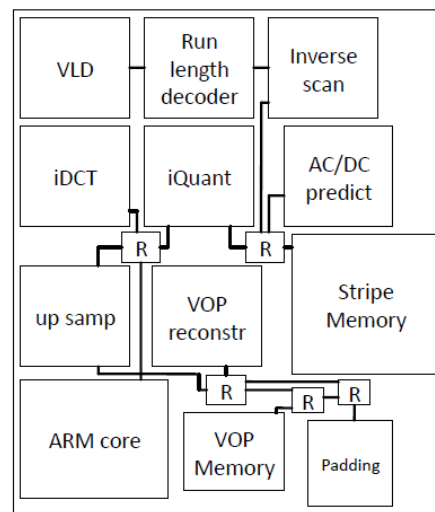 VLD
Run
length
decoder
Inverse
scan
iDCT
iQuant
AC/DC
predict
R
R
up samp
VOP
reconstr
Stripe
Memory
R
R
R
ARM core
VOP
Memory
Padding